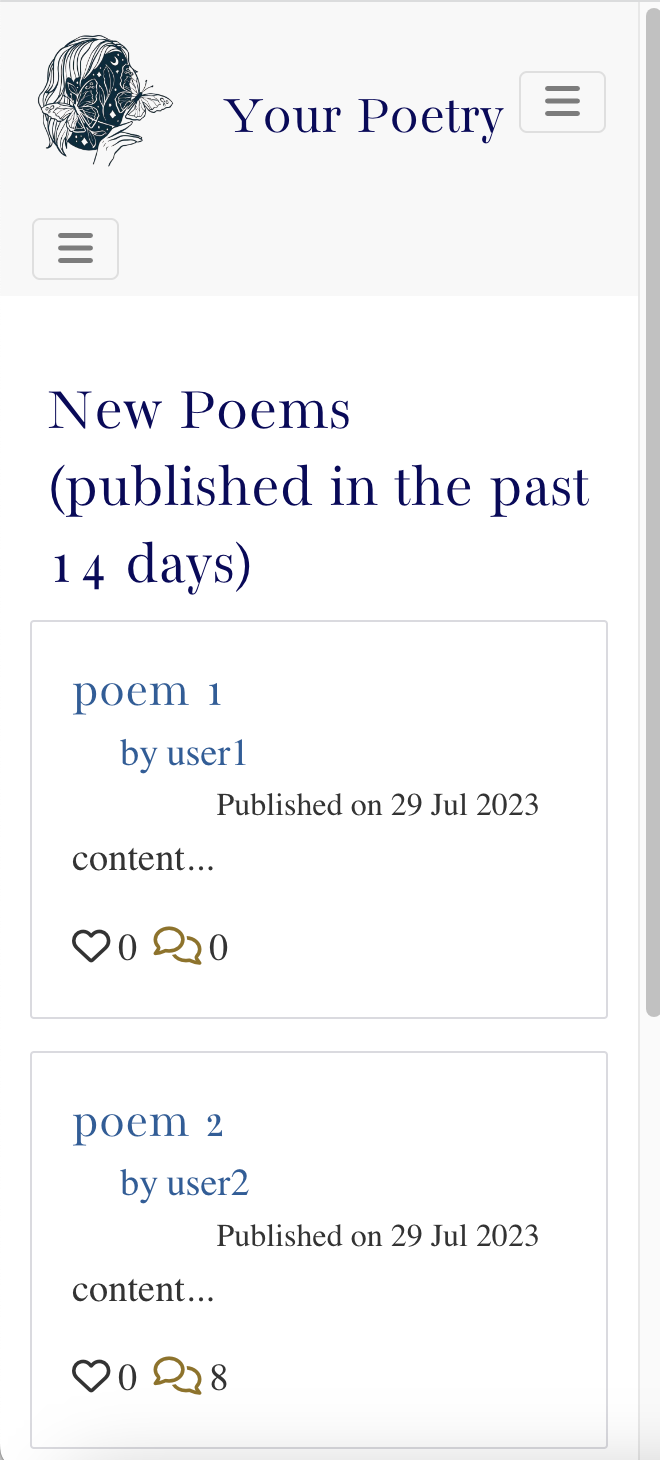 Your Poetry
New Poems
(published in the past
14 days)
poem 1
by user1
Published on 29 Jul 2023
content...
0 0
poem 2
by user2
Published on 29 Jul 2023
content...
0 8